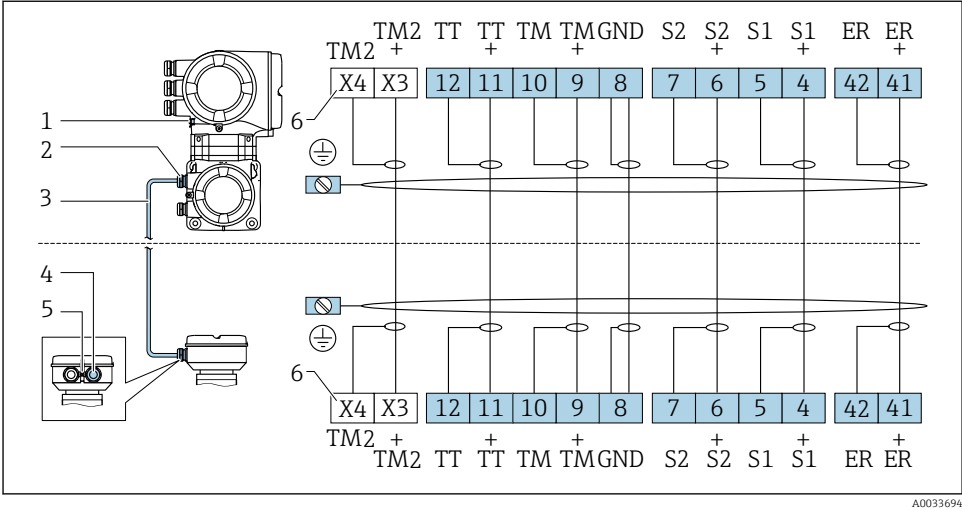 TM2 TT TT TM TM GND S2 S2 S1 S1 ER ER
TM2 + + + + + +
X4 X3 12 11 10 9 8 7 6 5 4 42 41
6
1
2
3
4
5
6
X4 X3 12 11 10 9 8 7 6 5 4 42 41
TM2 + + + + + +
TM2 TT TT TM TM GND S2 S2 S1 S1 ER ER
A0033694